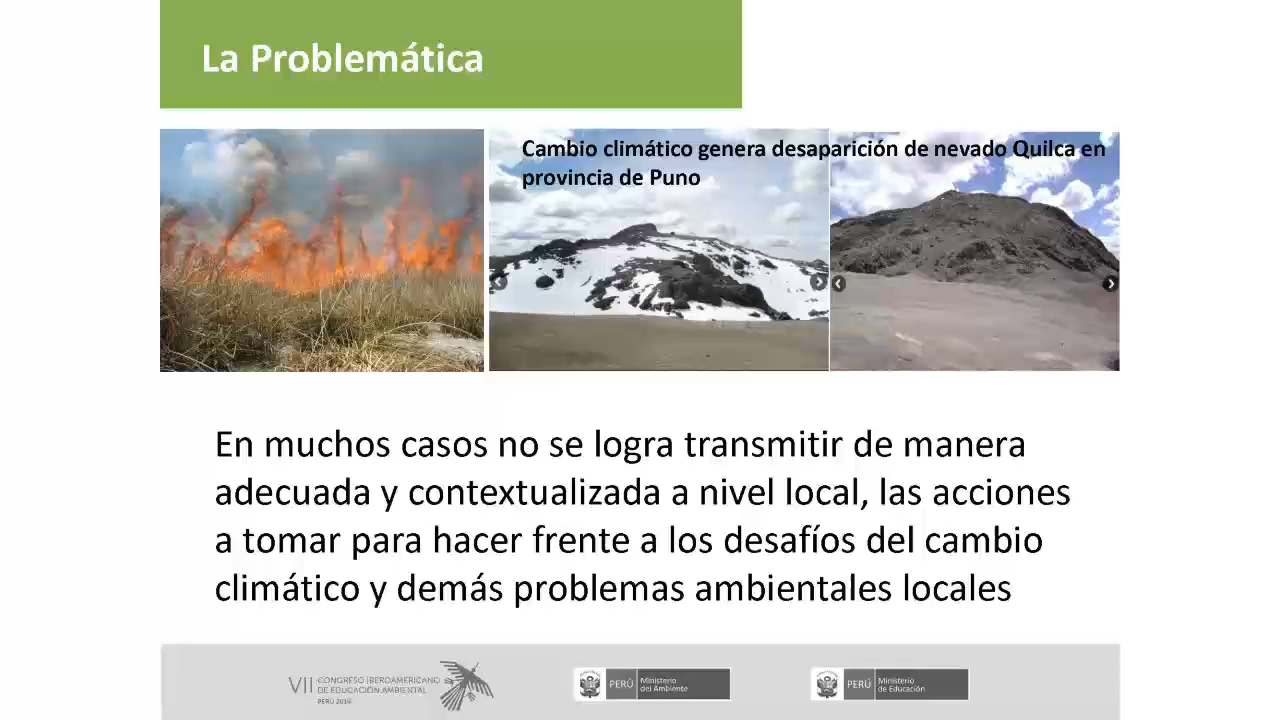 La Problemática
Cambio climático genera desaparición de nevado Quilca en
provincia de Puno
En muchos casos no se logra transmitir de manera
adecuada y contextualizada a nivel local, las acciones
a tomar para hacer frente a los desafíos del cambio
climático y demás problemas ambientales locales
VII CONGRESO IBEROAMERICANO
DE EDUCACIÓN AMBIENTAL
PERÚ 2014
PERÚ Ministerio
del Ambiente
PERÚ Ministerio
de Educación